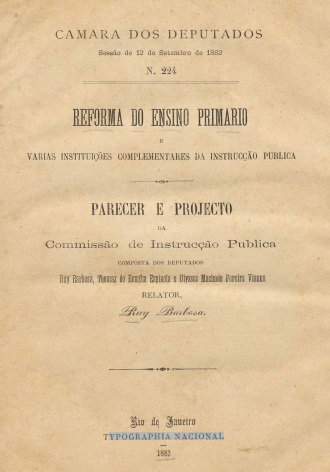 CAMARA DOS DEPUTADOS
Sessão de 12 de Setembro de 1882
N. 224
REFORMA DO ENSINO PRIMARIO
E
VARIAS INSTITUIÇÕES COMPLEMENTARES DA INSTRUCÇÃO PUBLICA
PARECER E PROJECTO
DA
Commissão de Instrucção Publica
COMPOSTA DOS DEPUTADOS
Ruy Barbosa, Thomaz do Bomfim Espindo e Ulysses Machado Pereira Vianna
RELATOR,
Ruy Barbosa.
Rio de Janeiro
TYPOGRAPHIA NACIONAL
1883